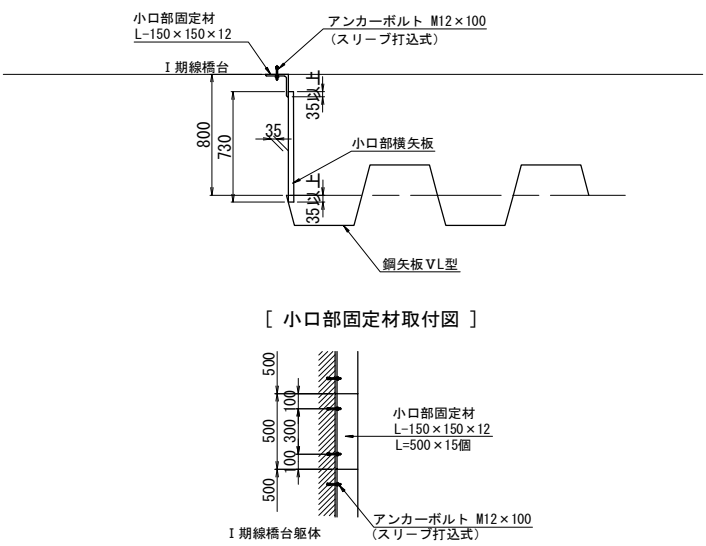 小口部固定材
L-150×150×12
アンカーボルト M12×100
(スリーブ打込式)
Ⅰ期線橋台
35以上
800
730
35
小口部横矢板
35以上
鋼矢板ⅤL型
[ 小口部固定材取付図 ]
500
100
小口部固定材
L-150×150×12
L=500×15個
500
300
100
500
アンカーボルト M12×100
(スリーブ打込式)
Ⅰ期線橋台躯体